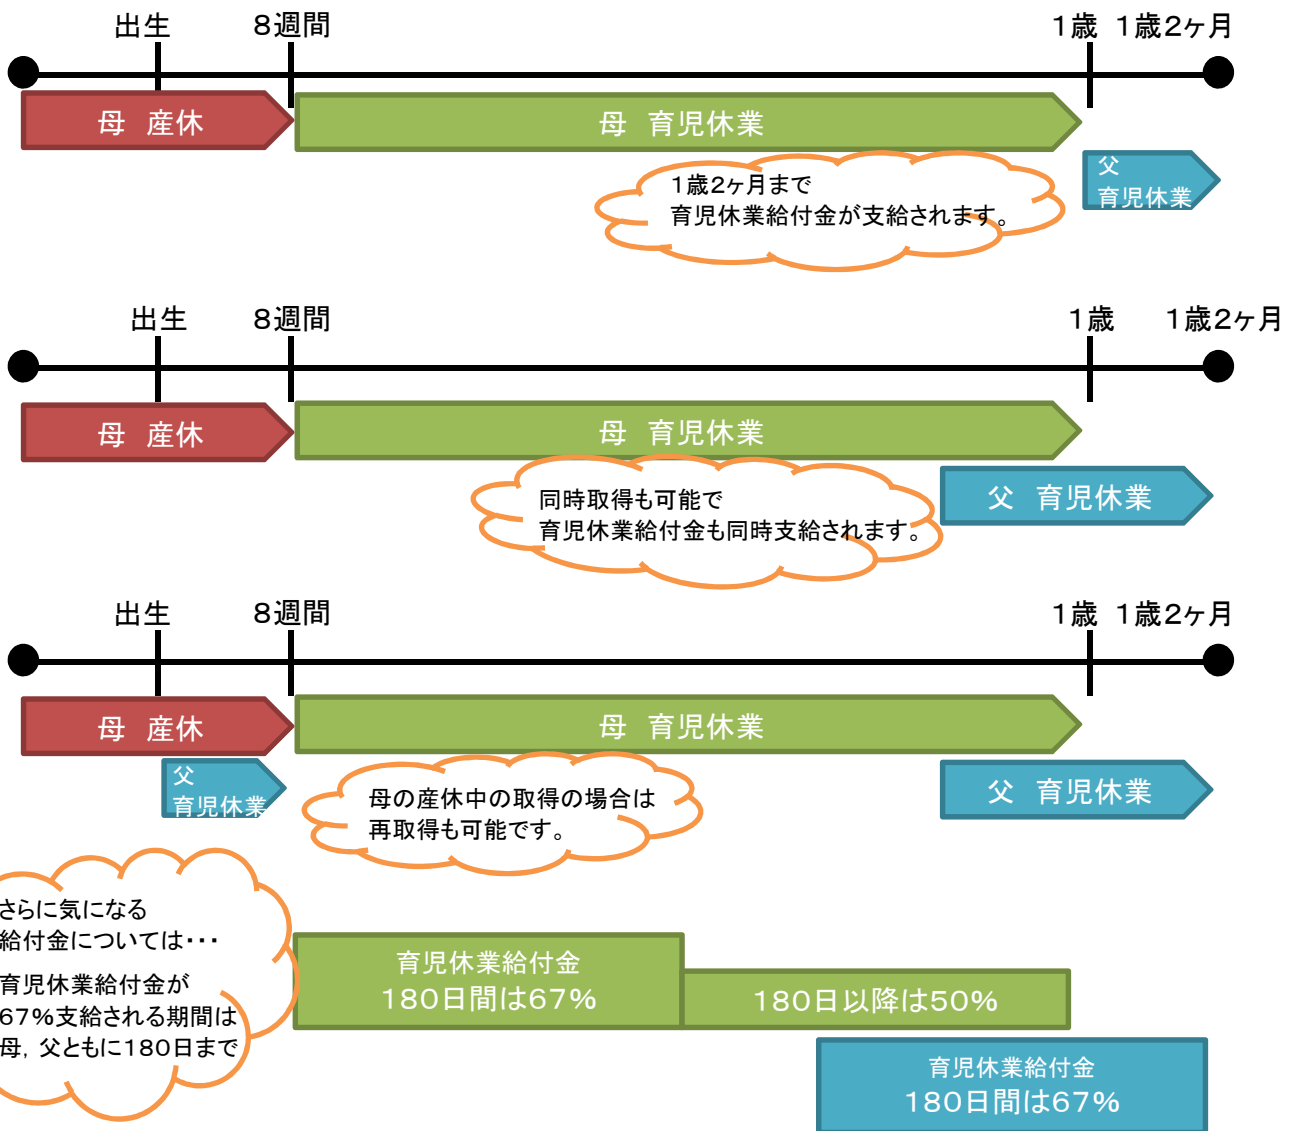 出生　8週間　1歳　1歳2ヶ月
母　産休
母　育児休業
父
育児休業
1歳2ヶ月まで
育児休業給付金が支給されます。
出生　8週間　1歳　1歳2ヶ月
母　産休
母　育児休業
同時取得も可能で
育児休業給付金も同時支給されます。
父　育児休業
出生　8週間　1歳　1歳2ヶ月
母　産休
母　育児休業
父
育児休業
母の産休中の取得の場合は
再取得も可能です。
父　育児休業
さらに気になる
給付金については・・・
育児休業給付金が
67%支給される期間は
母，父ともに180日まで
育児休業給付金
180日間は67%
180日以降は50%
育児休業給付金
180日間は67%